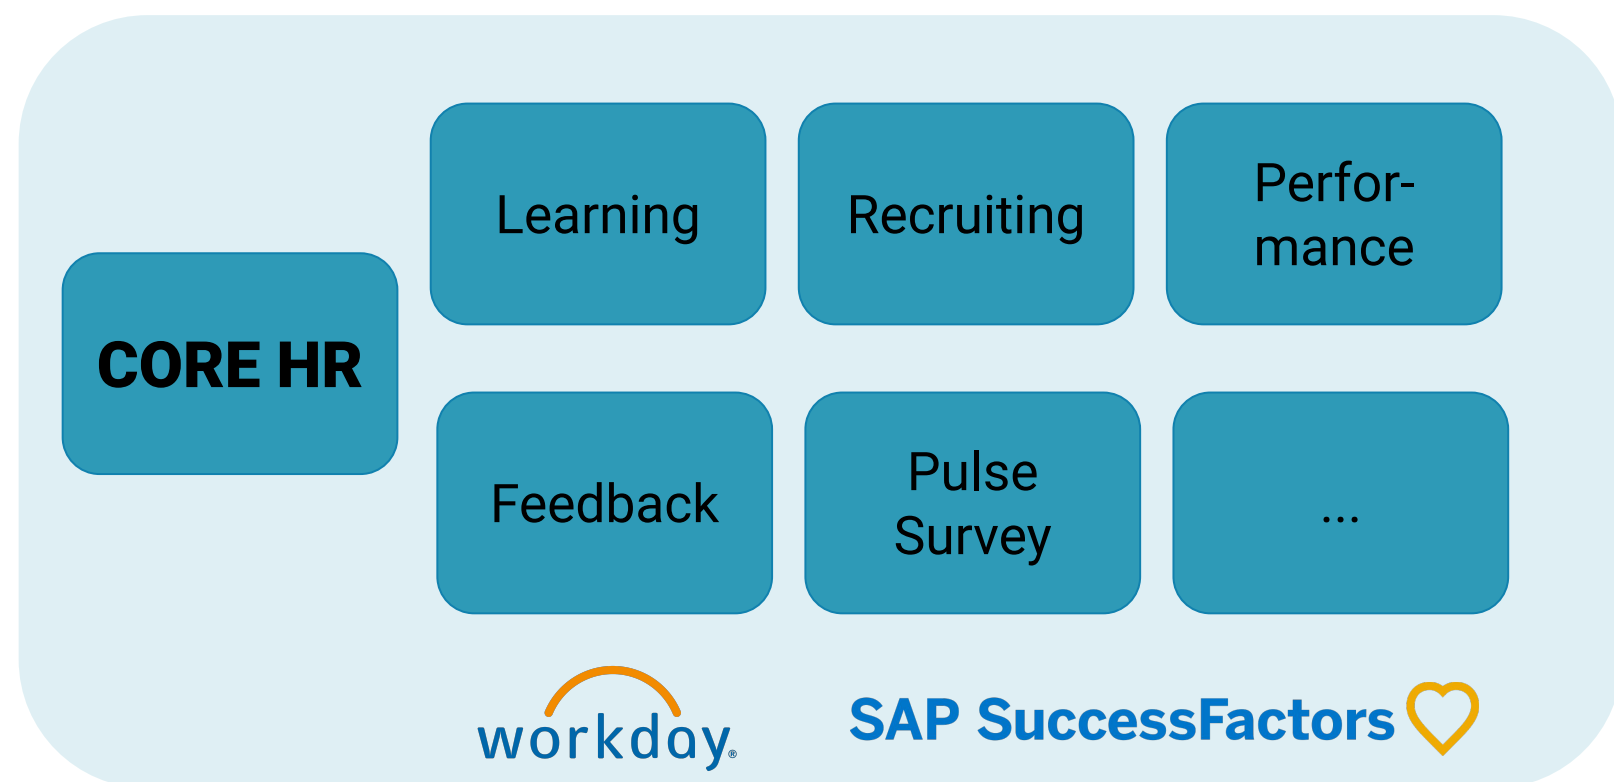 Learning
Recruiting
Perfor-
mance
CORE HR
Feedback
Pulse
Survey
...
workday®
SAP SuccessFactors